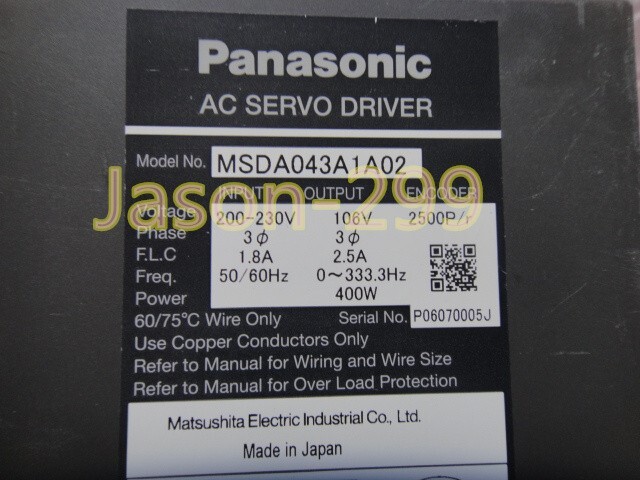 Panasonic
AC SERVO DRIVER
Model No. MSDA043A1A02
INPUT OUTPUT ENCODER
Jason-299
Voltage 200-230V 106V 2500P/r
Phase 3ϕ 3ϕ
F.L.C 1.8A 2.5A
Freq. 50/60Hz 0～333.3Hz
Power 400W
60/75°C Wire Only Serial No. P06070005J
Use Copper Conductors Only
Refer to Manual for Wiring and Wire Size
Refer to Manual for Over Load Protection
Matsushita Electric Industrial Co., Ltd.
Made in Japan